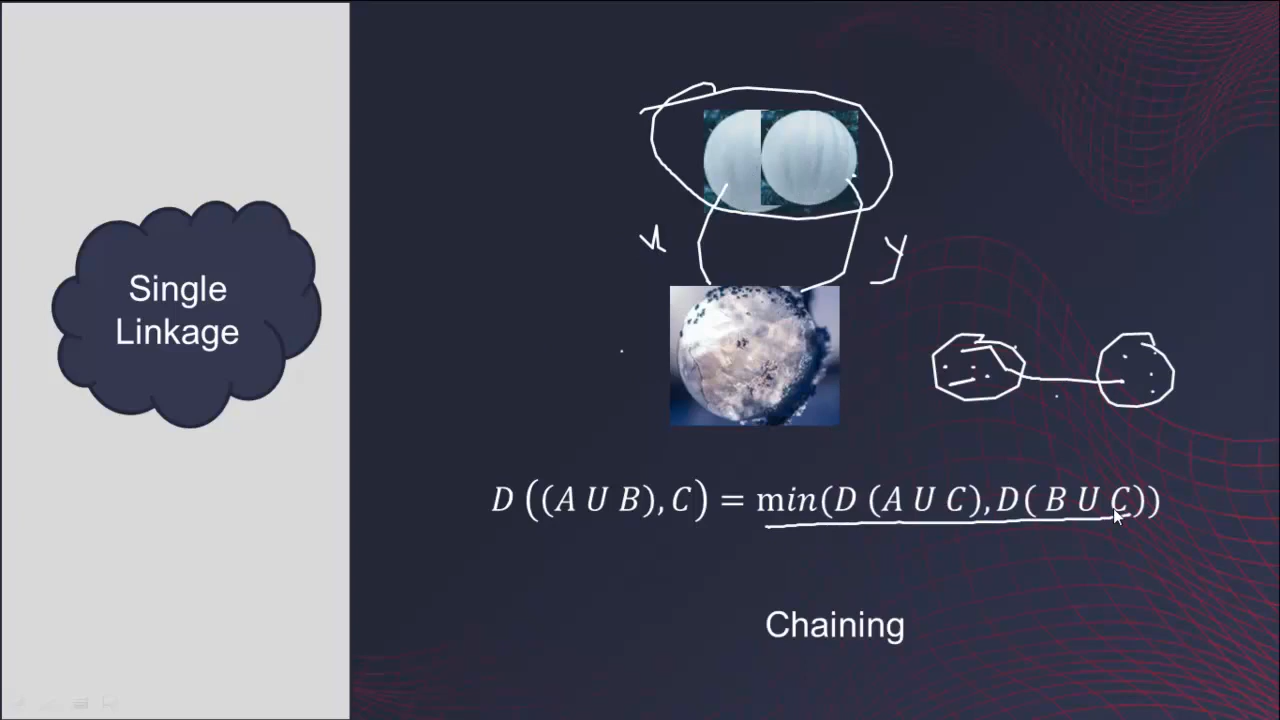 Single
Linkage
y
D ((A U B), C) = min(D (A U C), D( B U C))
Chaining